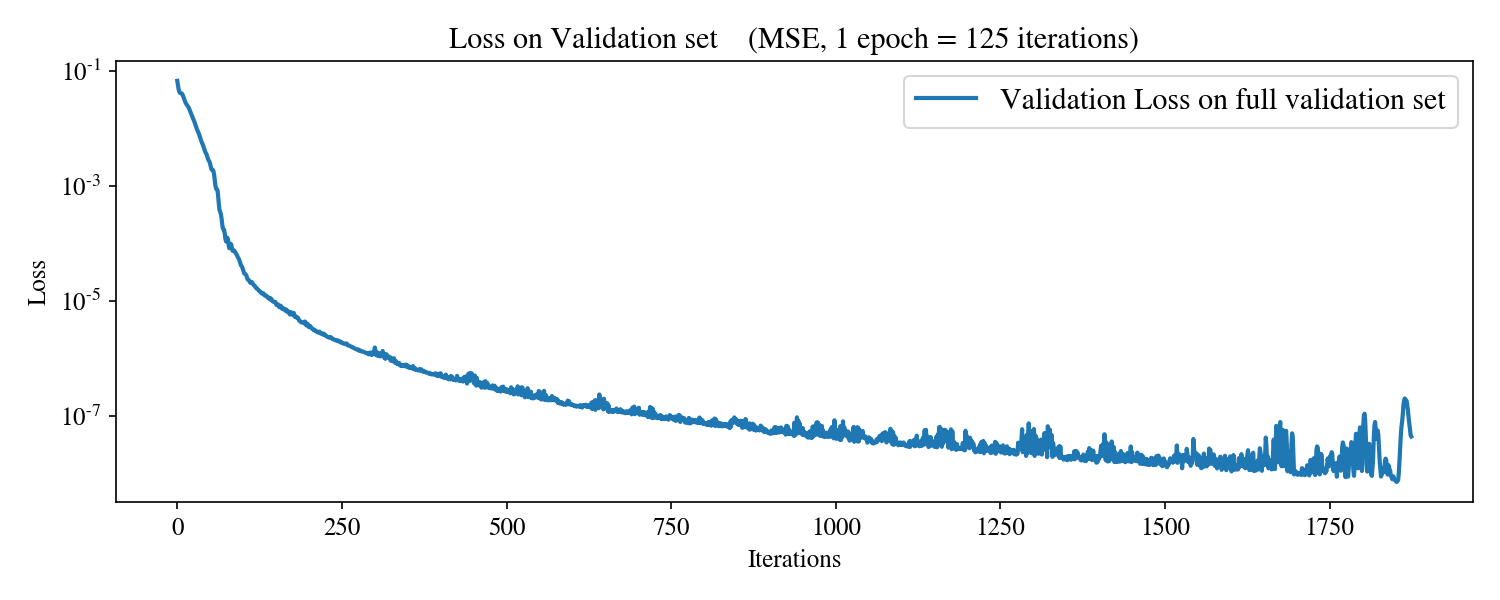 Loss on Validation set    (MSE, 1 epoch = 125 iterations)
Validation Loss on full validation set
Loss
10⁻¹
10⁻³
10⁻⁵
10⁻⁷
0 250 500 750 1000 1250 1500 1750
Iterations